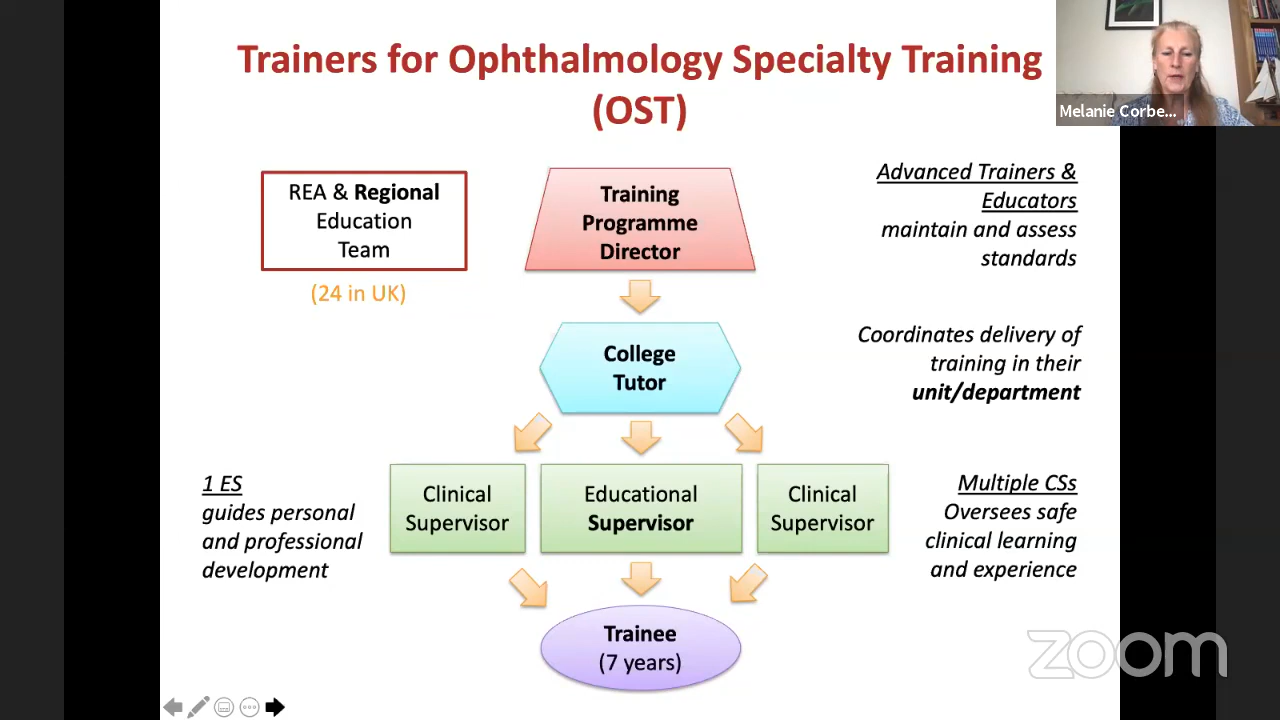 Trainers for Ophthalmology Specialty Training
(OST)
Melanie Corbe...
REA & Regional
Education
Team
(24 in UK)
Training
Programme
Director
Advanced Trainers &
Educators
maintain and assess
standards
College
Tutor
Coordinates delivery of
training in their
unit/department
1 ES
guides personal
and professional
development
Clinical
Supervisor
Educational
Supervisor
Clinical
Supervisor
Multiple CSs
Oversees safe
clinical learning
and experience
Trainee
(7 years)
zoom